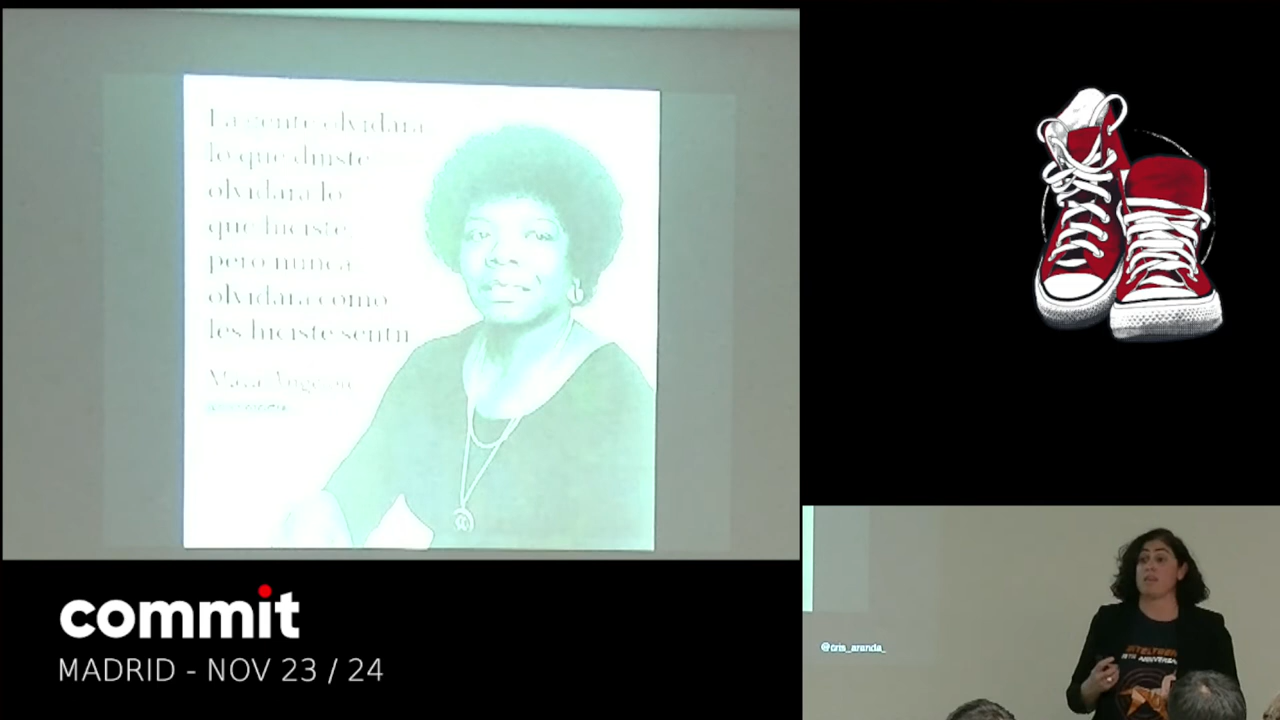 La gente olvidara
lo que dijiste
olvidara lo
que hiciste
pero nunca
olvidara como
les hiciste sentir
Maya Angelou
commit
MADRID - NOV 23 / 24
@cris_aranda_